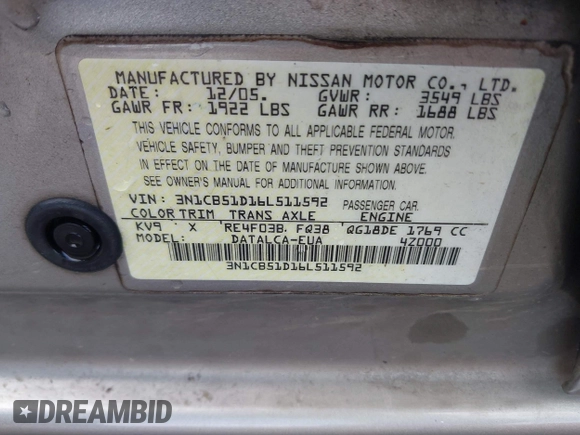 MANUFACTURED BY NISSAN MOTOR CO., LTD.
DATE: 12/05. GVWR: 3549 LBS
GAWR FR: 1922 LBS GAWR RR: 1688 LBS
THIS VEHICLE CONFORMS TO ALL APPLICABLE FEDERAL MOTOR
VEHICLE SAFETY, BUMPER AND THEFT PREVENTION STANDARDS
IN EFFECT ON THE DATE OF MANUFACTURE SHOWN ABOVE.
SEE OWNER'S MANUAL FOR ADDITIONAL INFORMATION.
VIN: 3N1CB51D16L511592 PASSENGER CAR.
COLOR TRIM TRANS AXLE ENGINE
KV9 X RE4F03B. FQ38 QG18DE 1769 CC
MODEL: DATALCA-EUA 4Z000
3N1CB51D16L511592
DREAMBID DREAMBID